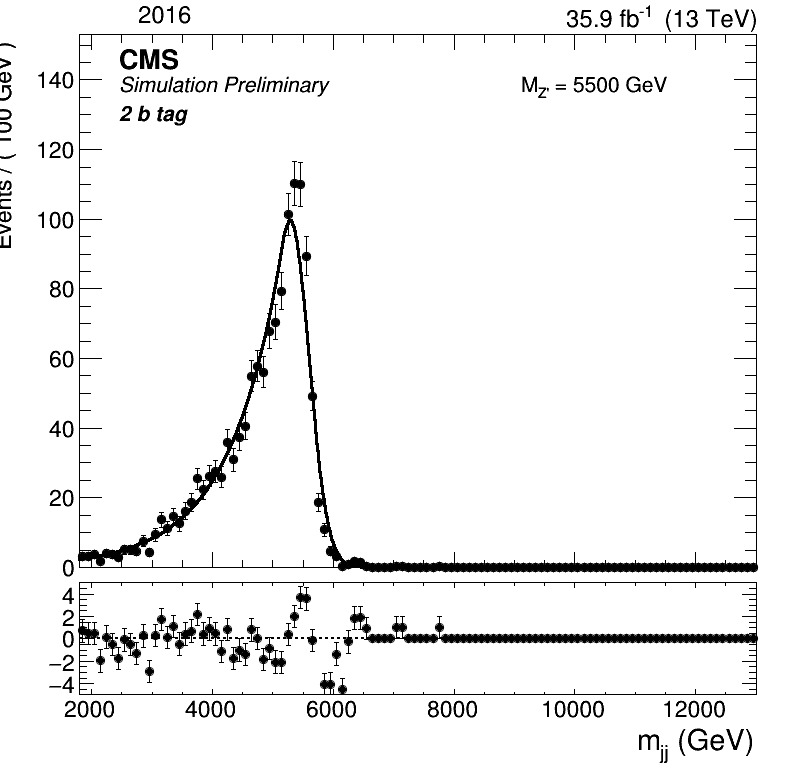 2016 35.9 fb⁻¹ (13 TeV)
CMS
Simulation Preliminary
2 b tag
M_Z' = 5500 GeV
Events / ( 100 GeV )
140
120
100
80
60
40
20
0
4
2
0
−2
−4
2000 4000 6000 8000 10000 12000
m_jj (GeV)